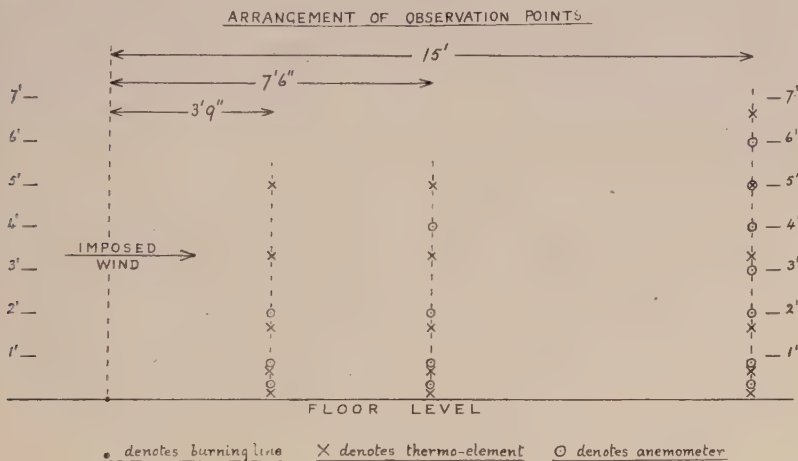 ARRANGEMENT OF OBSERVATION POINTS
15'
7'6"
3'9"
7' 7'
6' 6'
5' 5'
4' 4'
IMPOSED
WIND
3' 3'
2' 2'
1' 1'
FLOOR LEVEL
• denotes burning line X denotes thermo-element ⊙ denotes anemometer